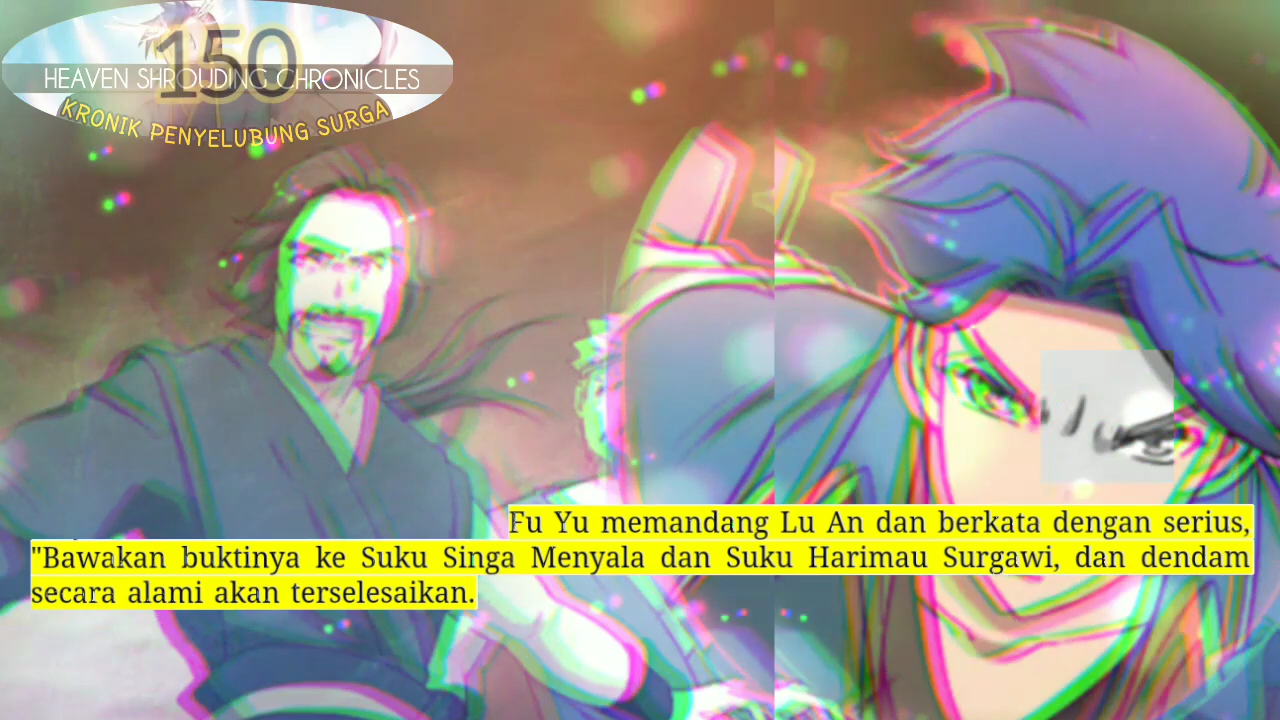 150
HEAVEN SHROUDING CHRONICLES
KRONIK PENYELUBUNG SURGA
Fu Yu memandang Lu An dan berkata dengan serius,
"Bawakan buktinya ke Suku Singa Menyala dan Suku Harimau Surgawi, dan dendam
secara alami akan terselesaikan.